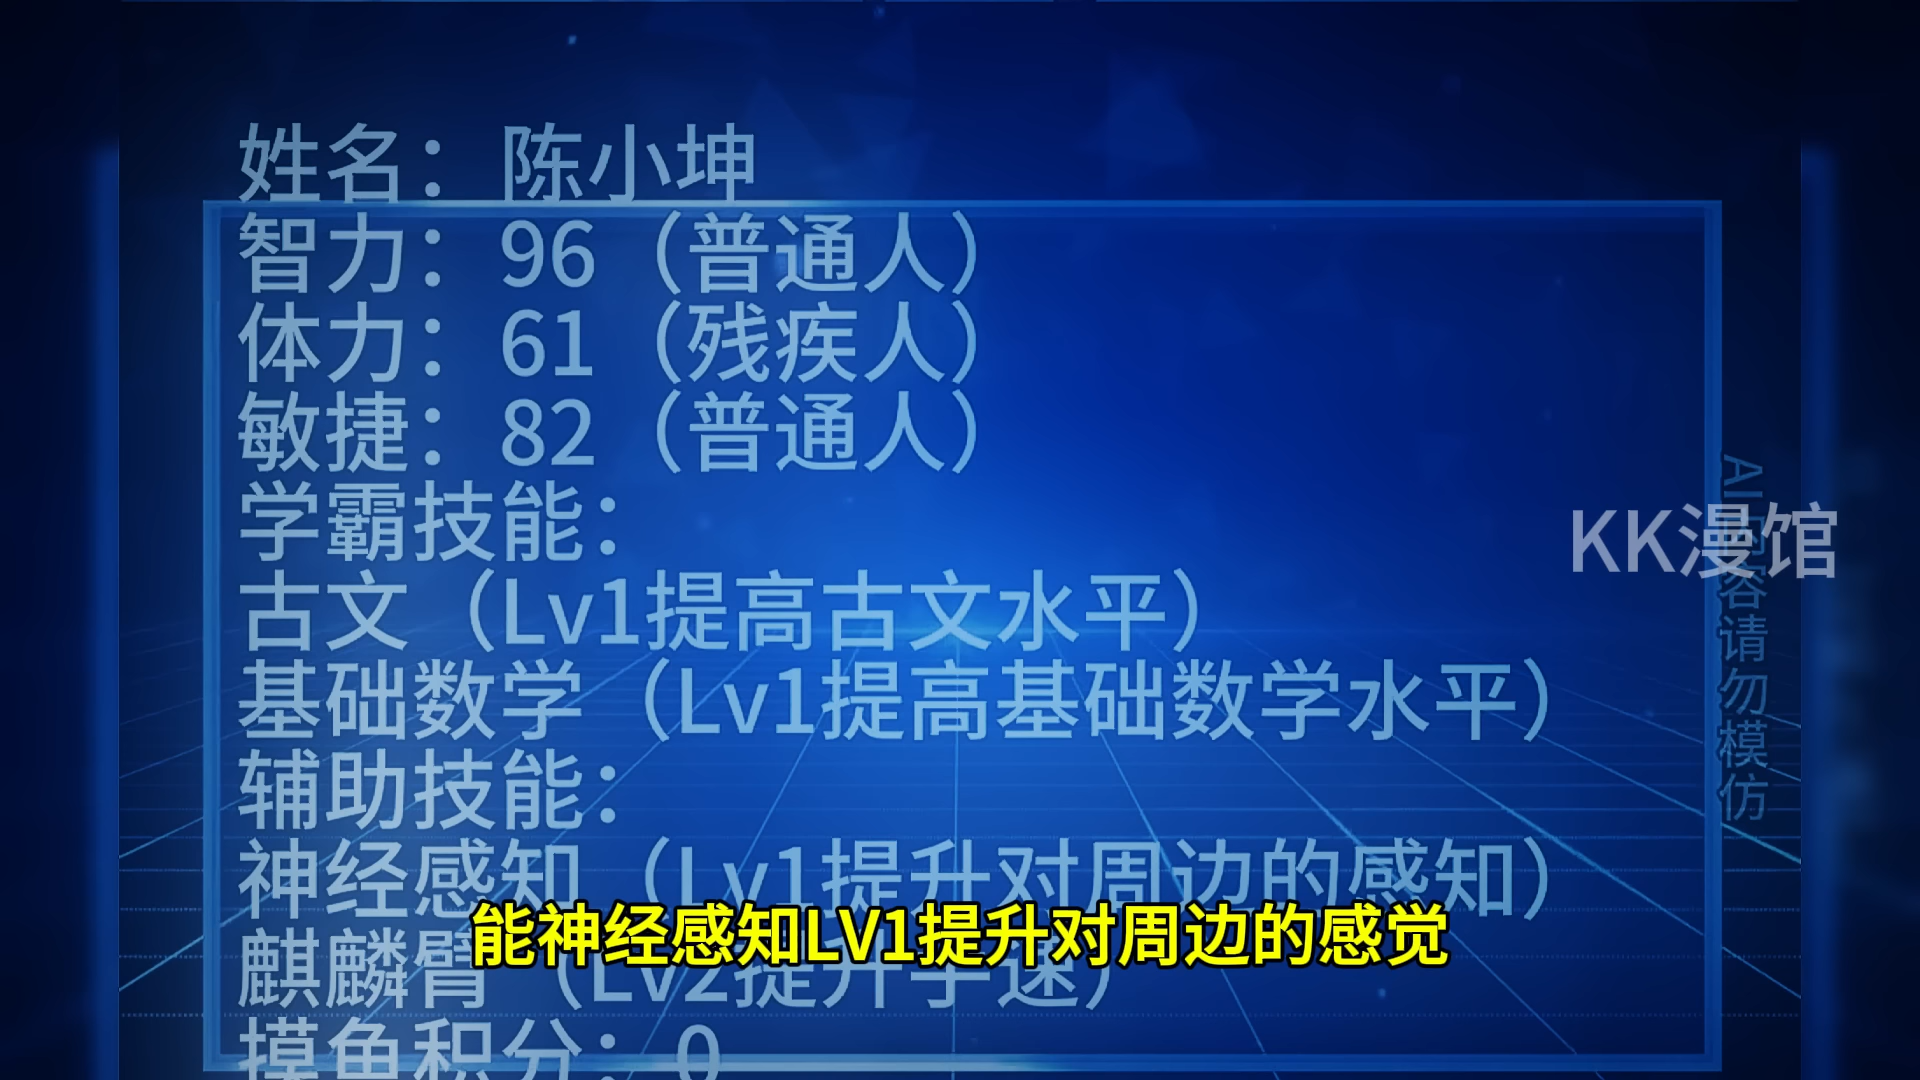 姓名：陈小坤
智力：96（普通人）
体力：61（残疾人）
敏捷：82（普通人）
学霸技能：
古文（Lv1提高古文水平）
基础数学（Lv1提高基础数学水平）
辅助技能：
神经感知（Lv1提升对周边的感知）
能神经感知LV1提升对周边的感觉
麒麟臂（Lv2提升手速）
摸鱼积分：0
KK漫馆
AI内容请勿模仿